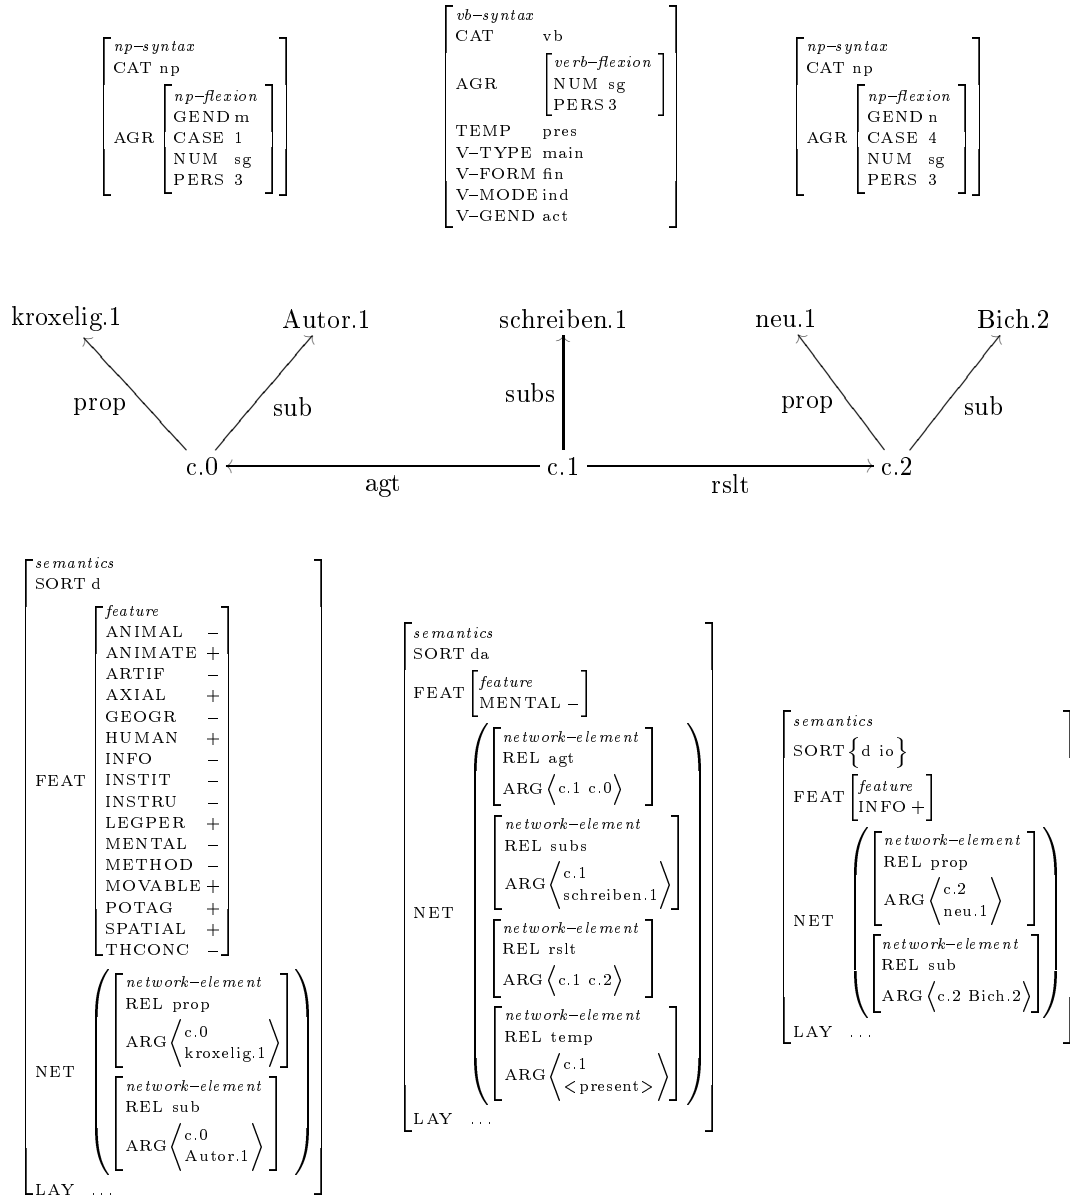 np–syntax
CAT np
AGR
np–flexion
GEND m
CASE 1
NUM sg
PERS 3
vb–syntax
CAT vb
AGR
verb–flexion
NUM sg
PERS 3
TEMP pres
V–TYPE main
V–FORM fin
V–MODE ind
V–GEND act
np–syntax
CAT np
AGR
np–flexion
GEND n
CASE 4
NUM sg
PERS 3
kroxelig.1 Autor.1 schreiben.1 neu.1 Bich.2
prop sub subs prop sub
c.0 c.1 c.2
agt rslt
semantics
SORT d
FEAT
feature
ANIMAL –
ANIMATE +
ARTIF –
AXIAL +
GEOGR –
HUMAN +
INFO –
INSTIT –
INSTRU –
LEGPER +
MENTAL –
METHOD –
MOVABLE +
POTAG +
SPATIAL +
THCONC –
NET
network–element
REL prop
ARG ⟨c.0
kroxelig.1⟩
network–element
REL sub
ARG ⟨c.0
Autor.1⟩
LAY ...
semantics
SORT da
FEAT
feature
MENTAL –
NET
network–element
REL agt
ARG ⟨c.1 c.0⟩
network–element
REL subs
ARG ⟨c.1
schreiben.1⟩
network–element
REL rslt
ARG ⟨c.1 c.2⟩
network–element
REL temp
ARG ⟨c.1
<present>⟩
LAY ...
semantics
SORT {d io}
FEAT
feature
INFO +
NET
network–element
REL prop
ARG ⟨c.2
neu.1⟩
network–element
REL sub
ARG ⟨c.2 Bich.2⟩
LAY ...